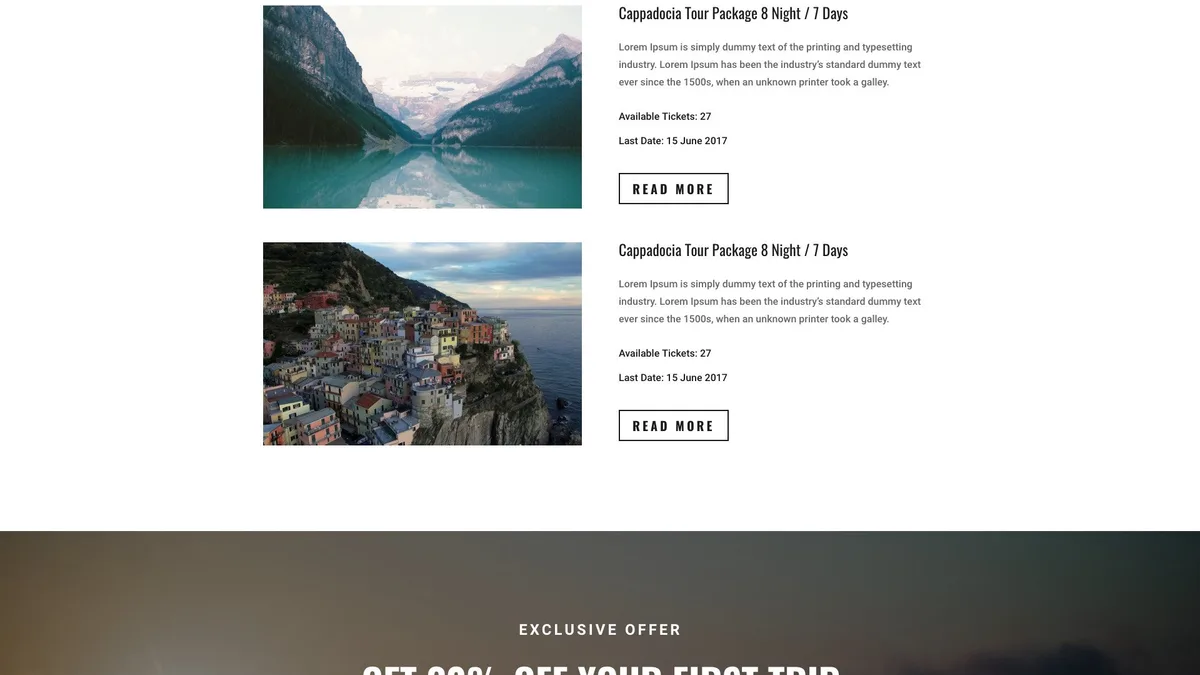 Cappadocia Tour Package 8 Night / 7 Days
Lorem Ipsum is simply dummy text of the printing and typesetting
industry. Lorem Ipsum has been the industry’s standard dummy text
ever since the 1500s, when an unknown printer took a galley.
Available Tickets: 27
Last Date: 15 June 2017
READ MORE
Cappadocia Tour Package 8 Night / 7 Days
Lorem Ipsum is simply dummy text of the printing and typesetting
industry. Lorem Ipsum has been the industry’s standard dummy text
ever since the 1500s, when an unknown printer took a galley.
Available Tickets: 27
Last Date: 15 June 2017
READ MORE
EXCLUSIVE OFFER
OFF YOUR FIRST TRIP